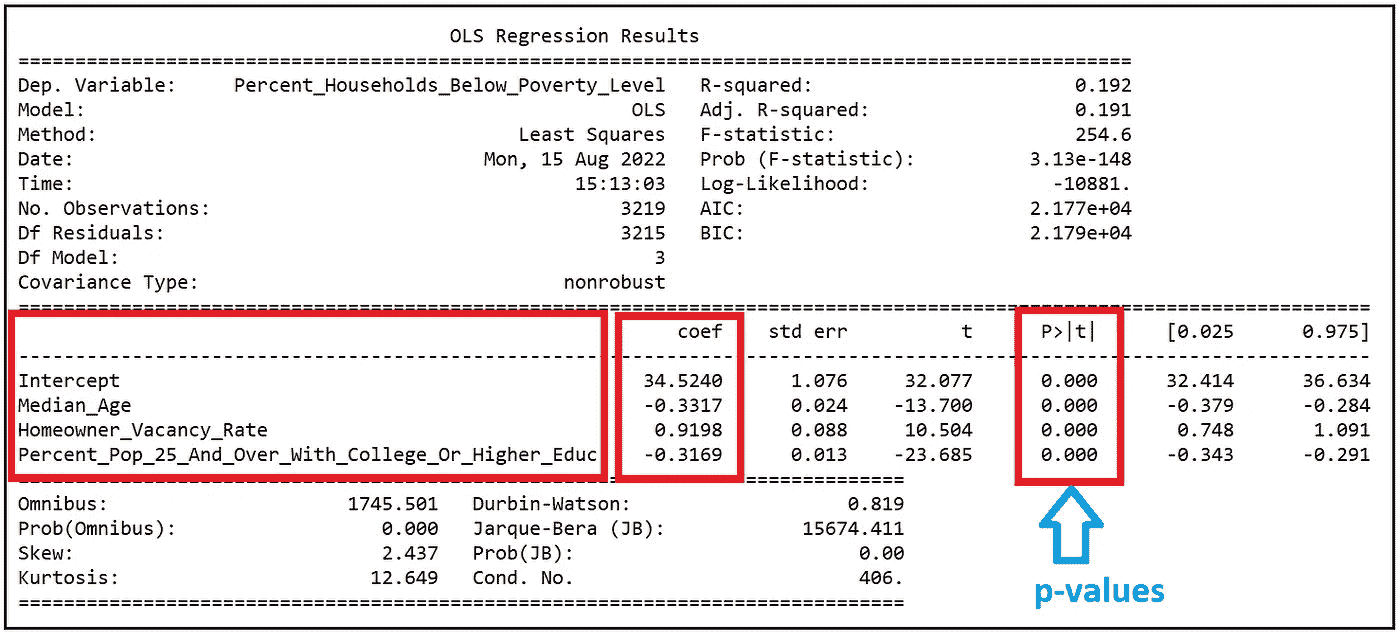 OLS Regression Results
==============================================================================================
Dep. Variable: Percent_Households_Below_Poverty_Level R-squared: 0.192
Model: OLS Adj. R-squared: 0.191
Method: Least Squares F-statistic: 254.6
Date: Mon, 15 Aug 2022 Prob (F-statistic): 3.13e-148
Time: 15:13:03 Log-Likelihood: -10881.
No. Observations: 3219 AIC: 2.177e+04
Df Residuals: 3215 BIC: 2.179e+04
Df Model: 3
Covariance Type: nonrobust
==============================================================================================
coef std err t P>|t| [0.025 0.975]
----------------------------------------------------------------------------------------------
Intercept 34.5240 1.076 32.077 0.000 32.414 36.634
Median_Age -0.3317 0.024 -13.700 0.000 -0.379 -0.284
Homeowner_Vacancy_Rate 0.9198 0.088 10.504 0.000 0.748 1.091
Percent_Pop_25_And_Over_With_College_Or_Higher_Educ -0.3169 0.013 -23.685 0.000 -0.343 -0.291
==============================================================================
Omnibus: 1745.501 Durbin-Watson: 0.819
Prob(Omnibus): 0.000 Jarque-Bera (JB): 15674.411
Skew: 2.437 Prob(JB): 0.00
Kurtosis: 12.649 Cond. No. 406.
==============================================================================
p-values